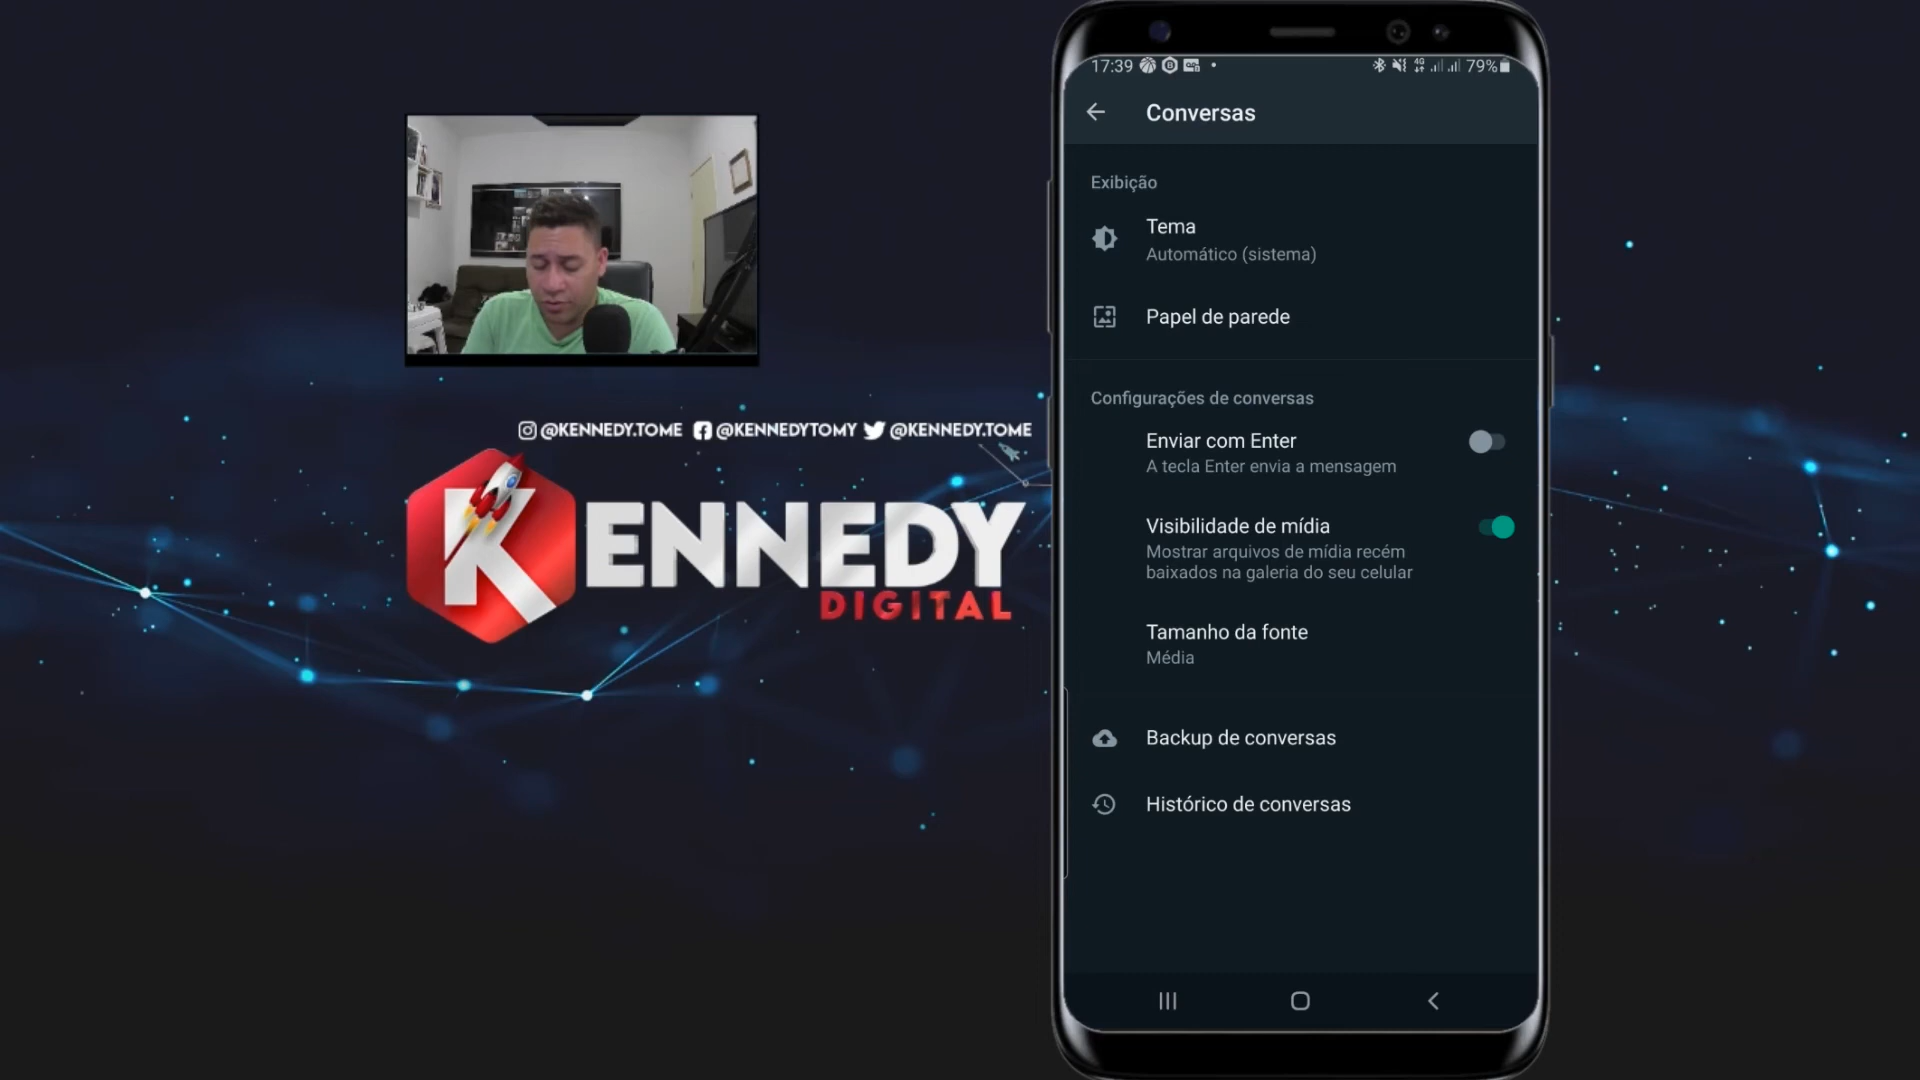 @KENNEDY.TOME @KENNEDYTOMY @KENNEDY.TOME
KENNEDY
DIGITAL
17:39 4G 79%
Conversas
Exibição
Tema
Automático (sistema)
Papel de parede
Configurações de conversas
Enviar com Enter
A tecla Enter envia a mensagem
Visibilidade de mídia
Mostrar arquivos de mídia recém
baixados na galeria do seu celular
Tamanho da fonte
Média
Backup de conversas
Histórico de conversas